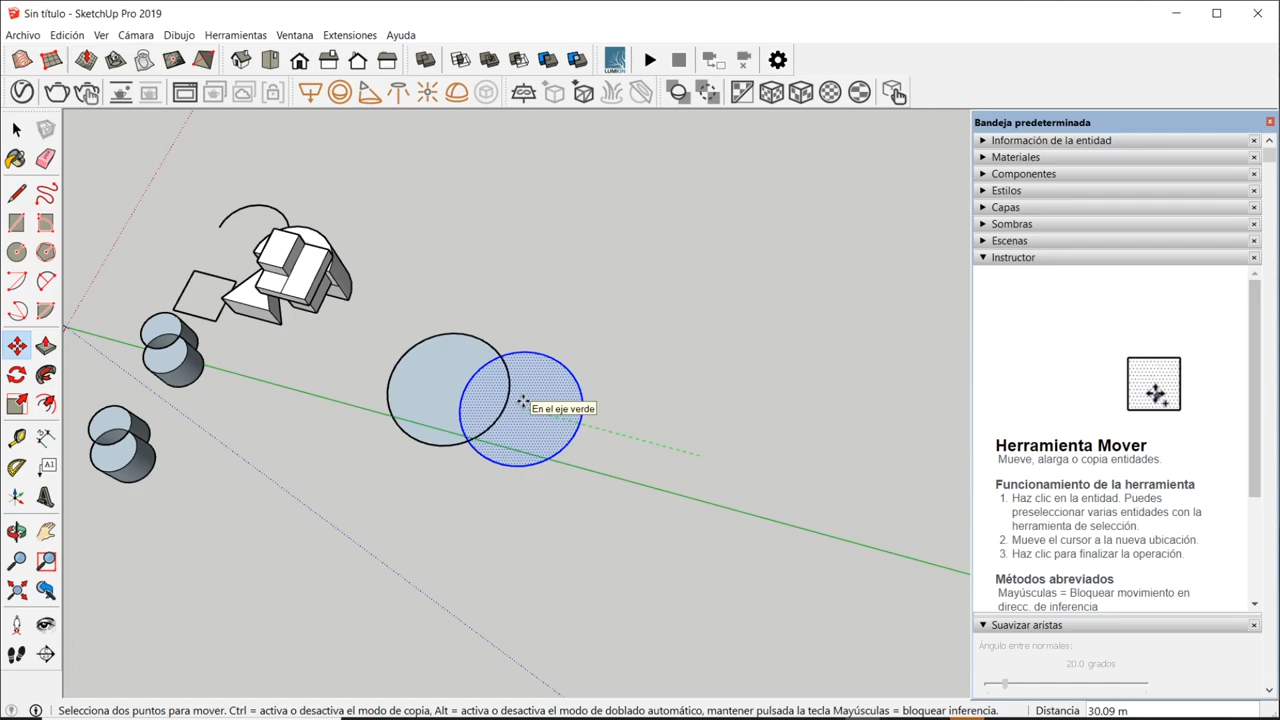 Sin título - SketchUp Pro 2019
Archivo Edición Ver Cámara Dibujo Herramientas Ventana Extensiones Ayuda
LUMION
Bandeja predeterminada
Información de la entidad
Materiales
Componentes
Estilos
Capas
Sombras
Escenas
Instructor
En el eje verde
A1
Herramienta Mover
Mueve, alarga o copia entidades.
Funcionamiento de la herramienta
1. Haz clic en la entidad. Puedes
preseleccionar varias entidades con la
herramienta de selección.
2. Mueve el cursor a la nueva ubicación.
3. Haz clic para finalizar la operación.
Métodos abreviados
Mayúsculas = Bloquear movimiento en
direcc. de inferencia
Suavizar aristas
Ángulo entre normales:
20.0 grados
Selecciona dos puntos para mover. Ctrl = activa o desactiva el modo de copia, Alt = activa o desactiva el modo de doblado automático, mantener pulsada la tecla Mayúsculas = bloquear inferencia. Distancia 30.09 m